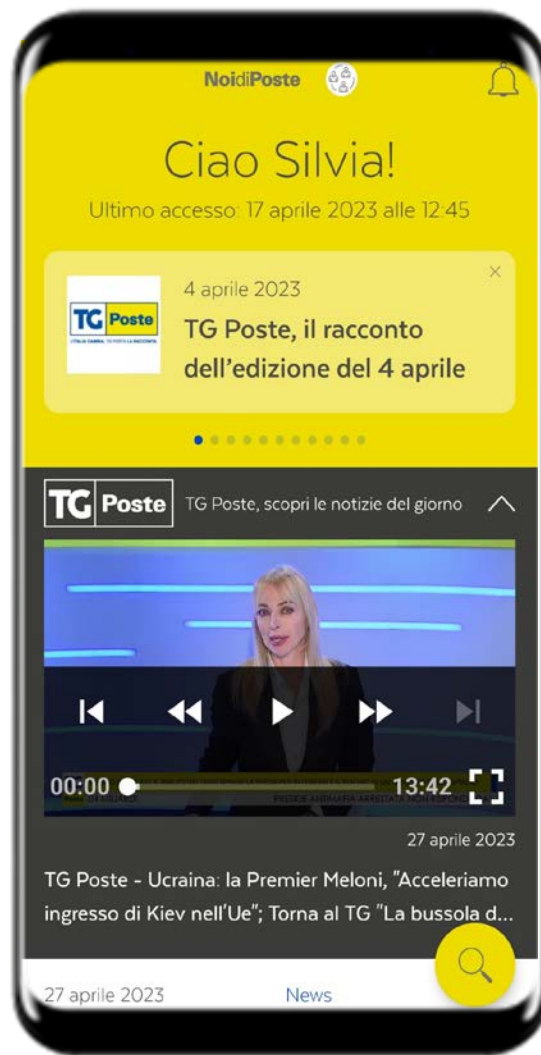 NoidiPoste
Ciao Silvia!
Ultimo accesso: 17 aprile 2023 alle 12:45
4 aprile 2023
TG Poste
TG Poste, il racconto
dell'edizione del 4 aprile
TG Poste
TG Poste, scopri le notizie del giorno
00:00
13:42
27 aprile 2023
TG Poste - Ucraina: la Premier Meloni, "Acceleriamo
ingresso di Kiev nell'Ue"; Torna al TG "La bussola d...
27 aprile 2023
News